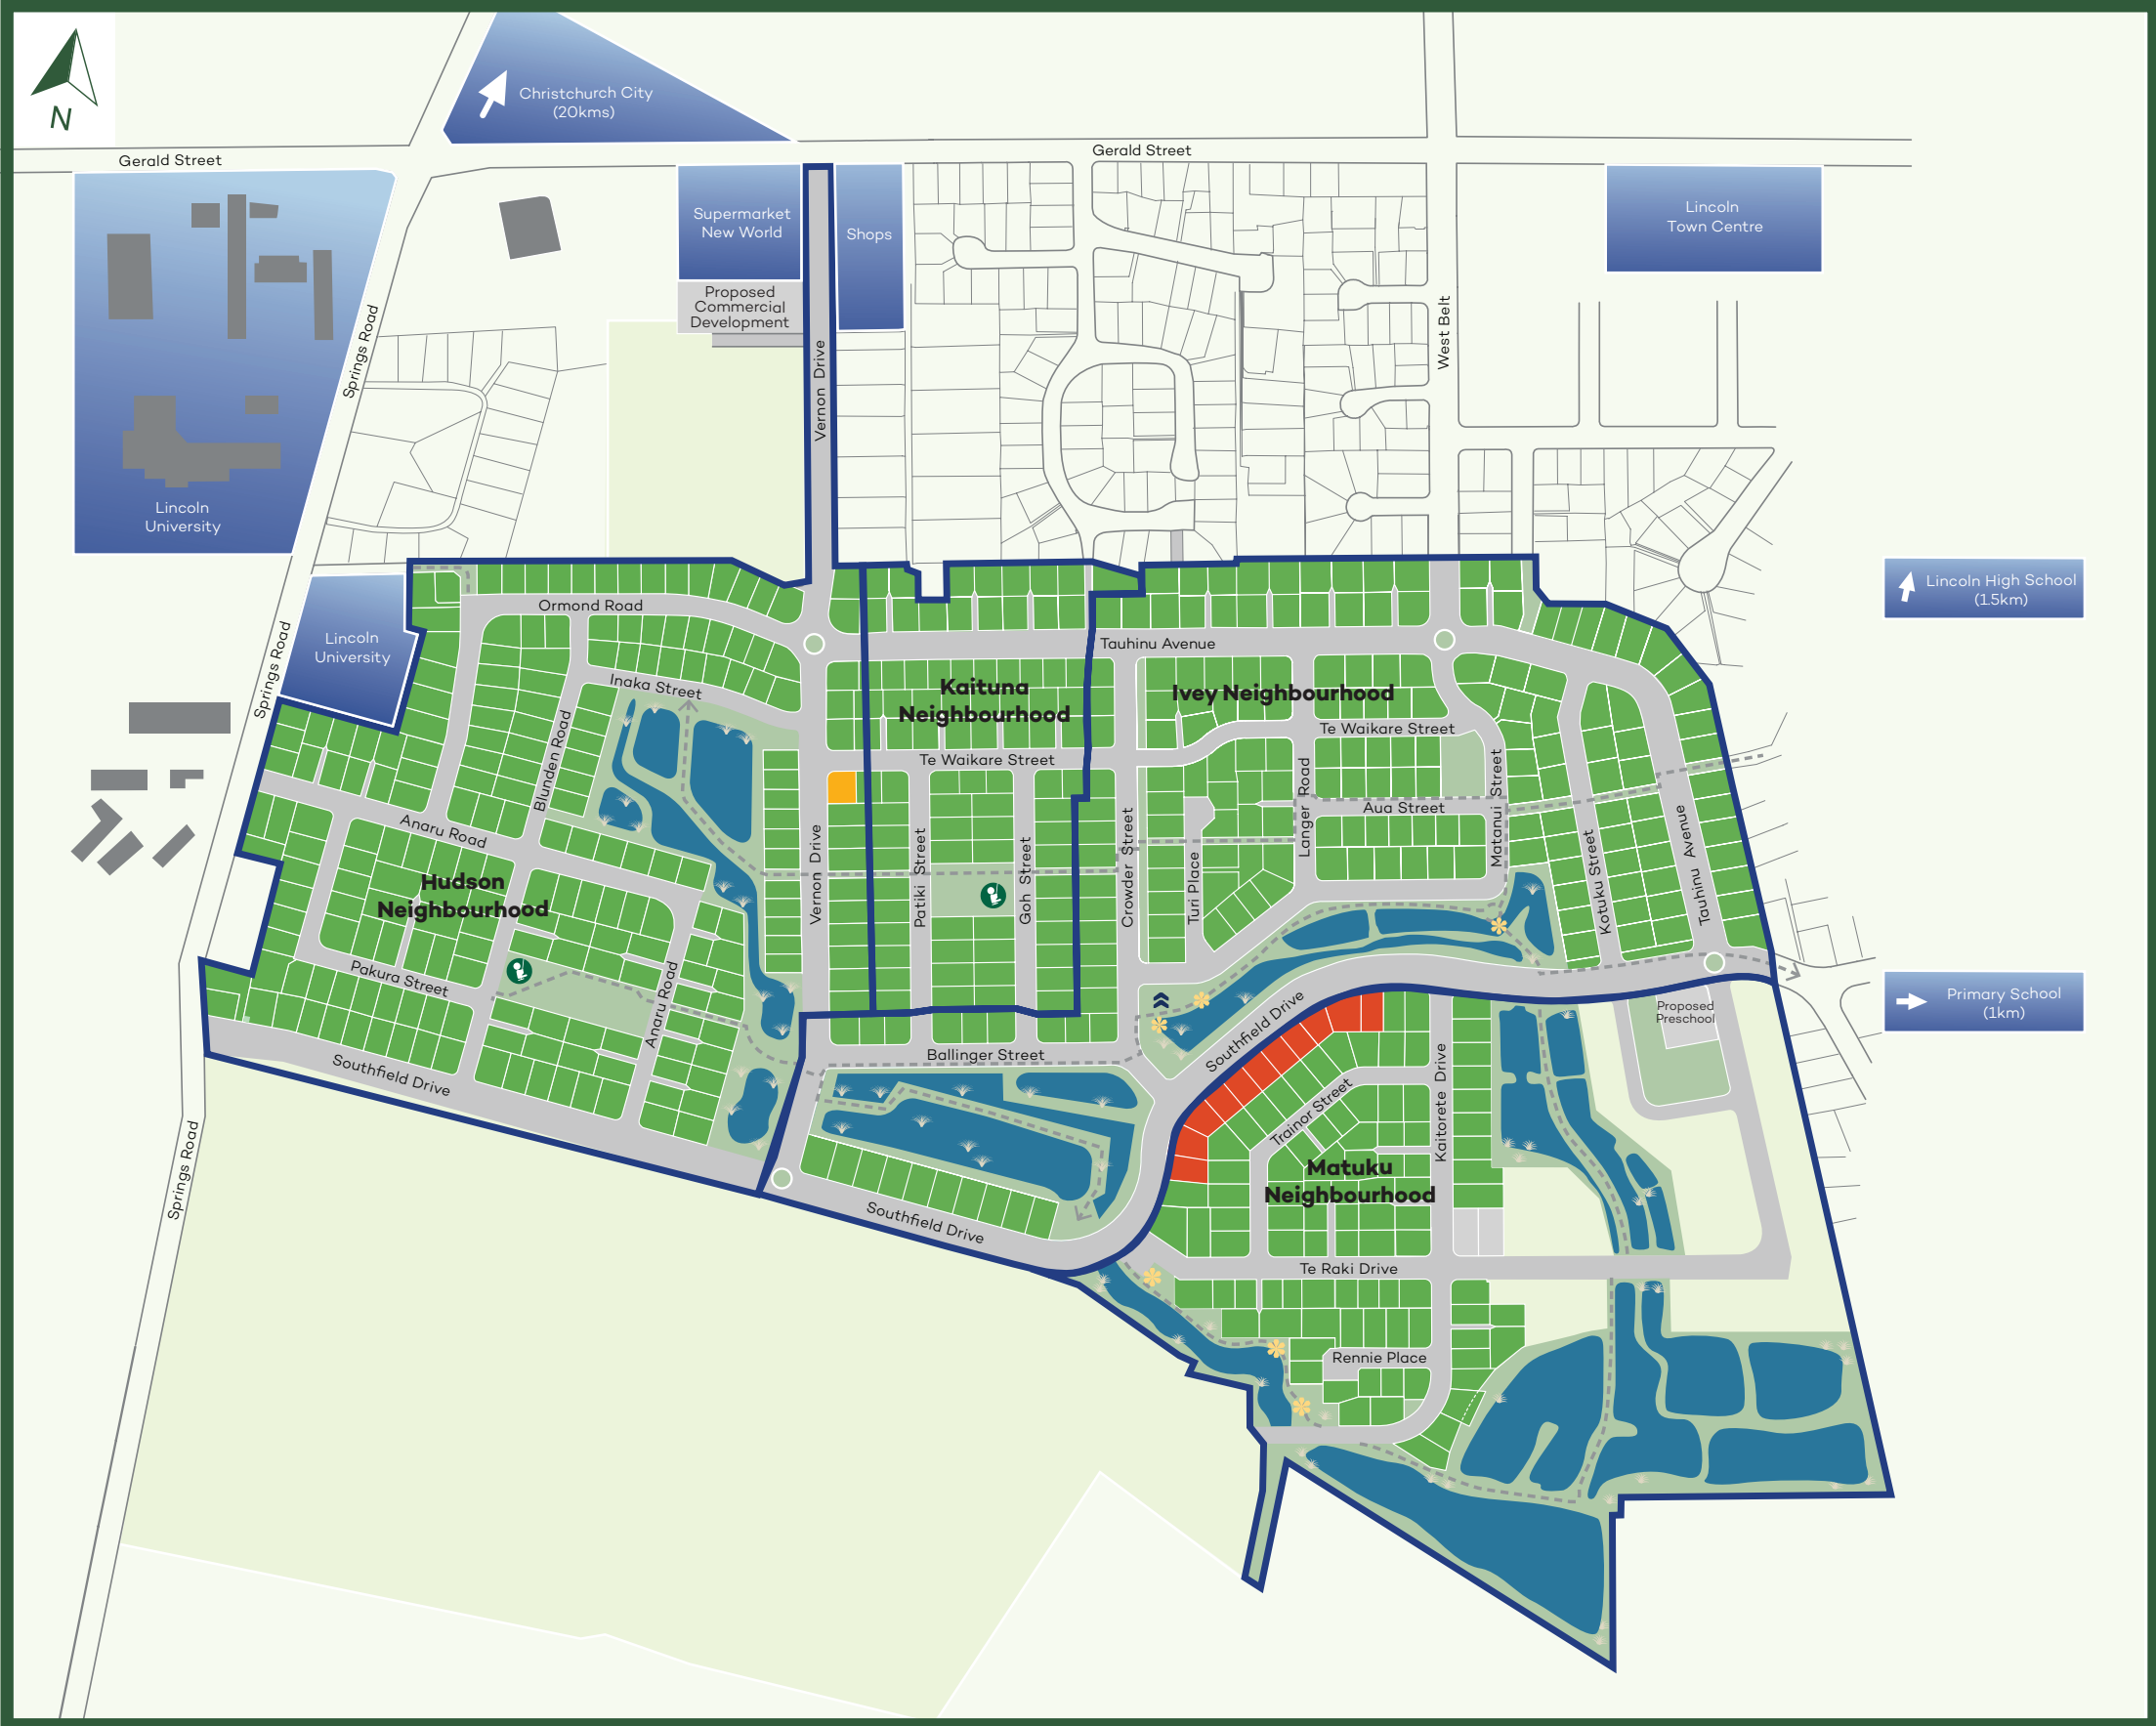 Christchurch City
(20kms)
N
Gerald Street
Gerald Street
Supermarket
New World
Shops
Lincoln
Town Centre
Proposed
Commercial
Development
Springs Road
Vernon Drive
West Belt
Lincoln
University
Lincoln High School
(1.5km)
Ormond Road
Lincoln
University
Springs Road
Tauhinu Avenue
Inaka Street
Kaituna
Neighbourhood
Ivey Neighbourhood
Te Waikare Street
Te Waikare Street
Blunden Road
Langer Road
Matanui Street
Aua Street
Anaru Road
Vernon Drive
Patiki Street
Goh Street
Crowder Street
Turi Place
Kotuku Street
Tauhinu Avenue
Hudson
Neighbourhood
Pakura Street
Anaru Road
Primary School
(1km)
Proposed
Preschool
Southfield Drive
Ballinger Street
Southfield Drive
Kaitorete Drive
Trainor Street
Springs Road
Matuku
Neighbourhood
Southfield Drive
Te Raki Drive
Rennie Place